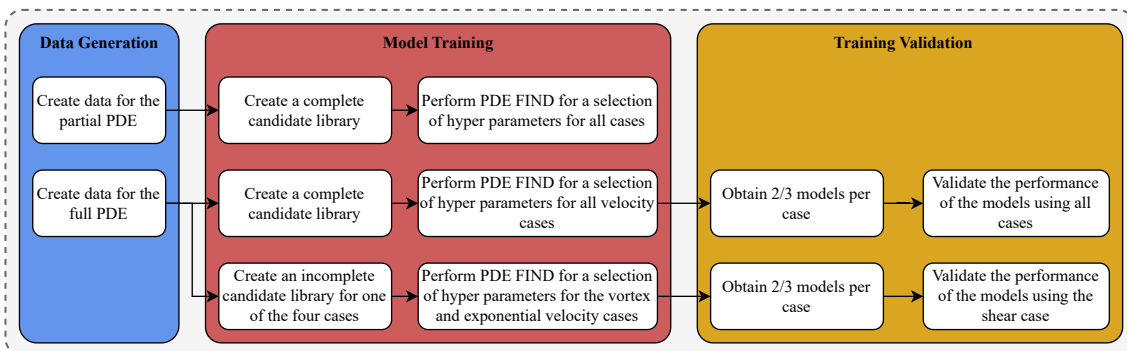 Data Generation
Model Training
Training Validation
Create data for the
partial PDE
Create a complete
candidate library
Perform PDE FIND for a selection
of hyper parameters for all cases
Create data for the
full PDE
Create a complete
candidate library
Perform PDE FIND for a selection
of hyper parameters for all velocity
cases
Obtain 2/3 models per
case
Validate the performance
of the models using all
cases
Create an incomplete
candidate library for one
of the four cases
Perform PDE FIND for a selection
of hyper parameters for the vortex
and exponential velocity cases
Obtain 2/3 models per
case
Validate the performance
of the models using the
shear case